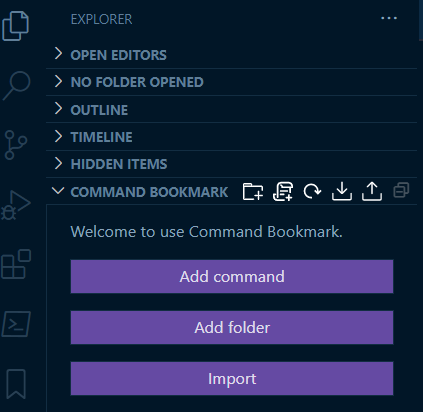 EXPLORER
OPEN EDITORS
NO FOLDER OPENED
OUTLINE
TIMELINE
HIDDEN ITEMS
COMMAND BOOKMARK
Welcome to use Command Bookmark.
Add command
Add folder
Import